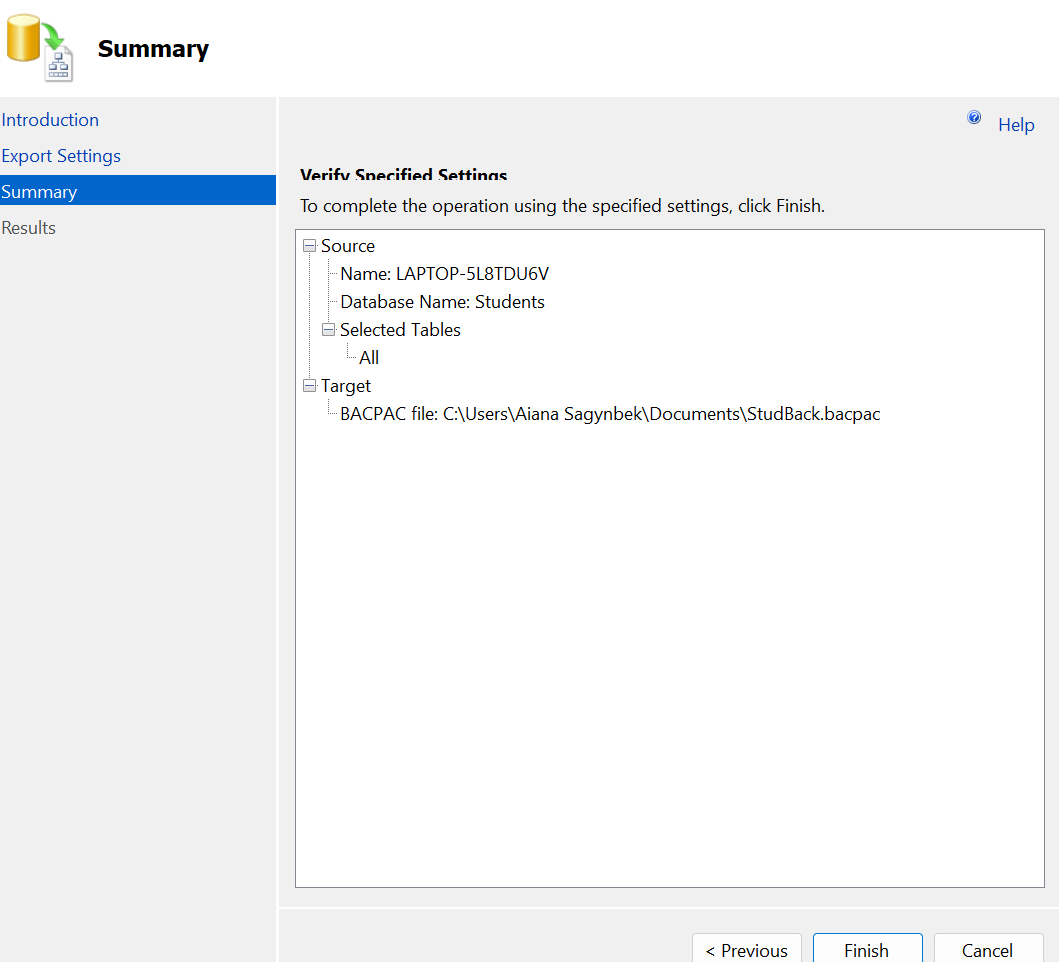 Summary
Introduction
Export Settings
Summary
Results
Help
Verify Specified Settings
To complete the operation using the specified settings, click Finish.
Source
Name: LAPTOP-5L8TDU6V
Database Name: Students
Selected Tables
All
Target
BACPAC file: C:\Users\Aiana Sagynbek\Documents\StudBack.bacpac
< Previous
Finish
Cancel